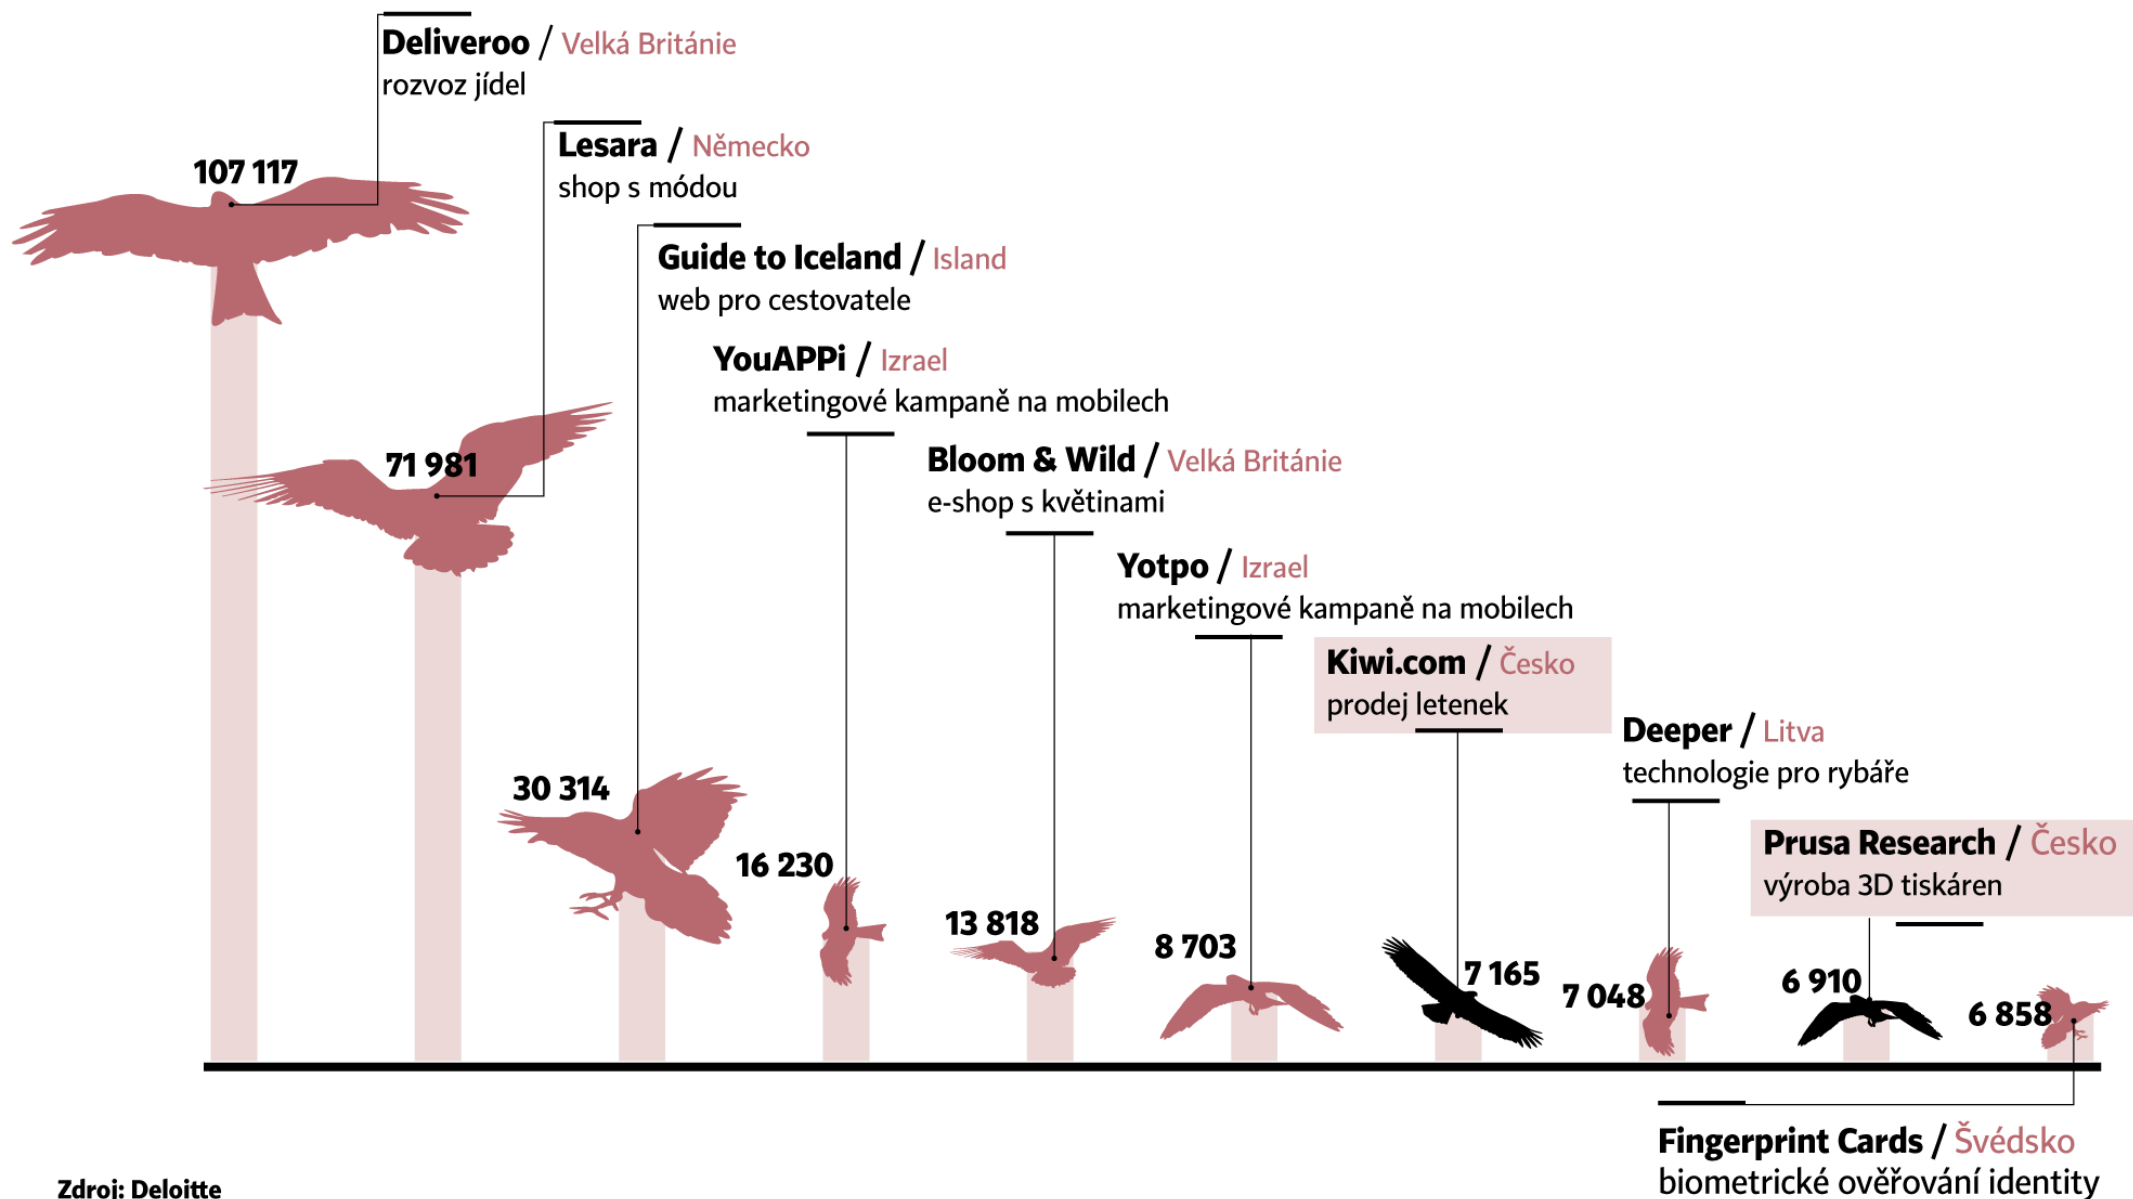 Deliveroo / Velká Británie
rozvoz jídel
107 117
Lesara / Německo
shop s módou
71 981
Guide to Iceland / Island
web pro cestovatele
30 314
YouAPPi / Izrael
marketingové kampaně na mobilech
16 230
Bloom & Wild / Velká Británie
e-shop s květinami
13 818
Yotpo / Izrael
marketingové kampaně na mobilech
8 703
Kiwi.com / Česko
prodej letenek
7 165
Deeper / Litva
technologie pro rybáře
7 048
Prusa Research / Česko
výroba 3D tiskáren
6 910
6 858
Fingerprint Cards / Švédsko
biometrické ověřování identity
Zdroj: Deloitte